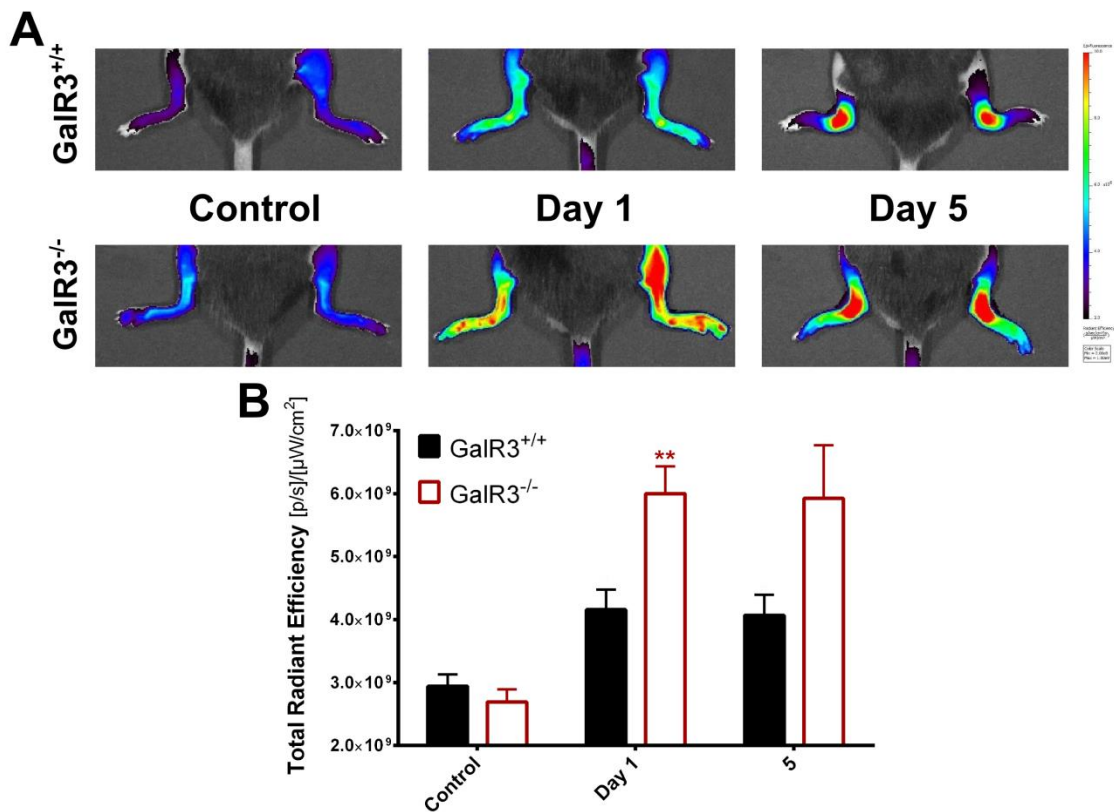 A
GalR3+/+
Control
Day 1
Day 5
GalR3-/-
B
Total Radiant Efficiency [p/s]/[µW/cm²]
7.0×10⁹
6.0×10⁹
5.0×10⁹
4.0×10⁹
3.0×10⁹
2.0×10⁹
GalR3+/+
GalR3-/-
**
Control
Day 1
5